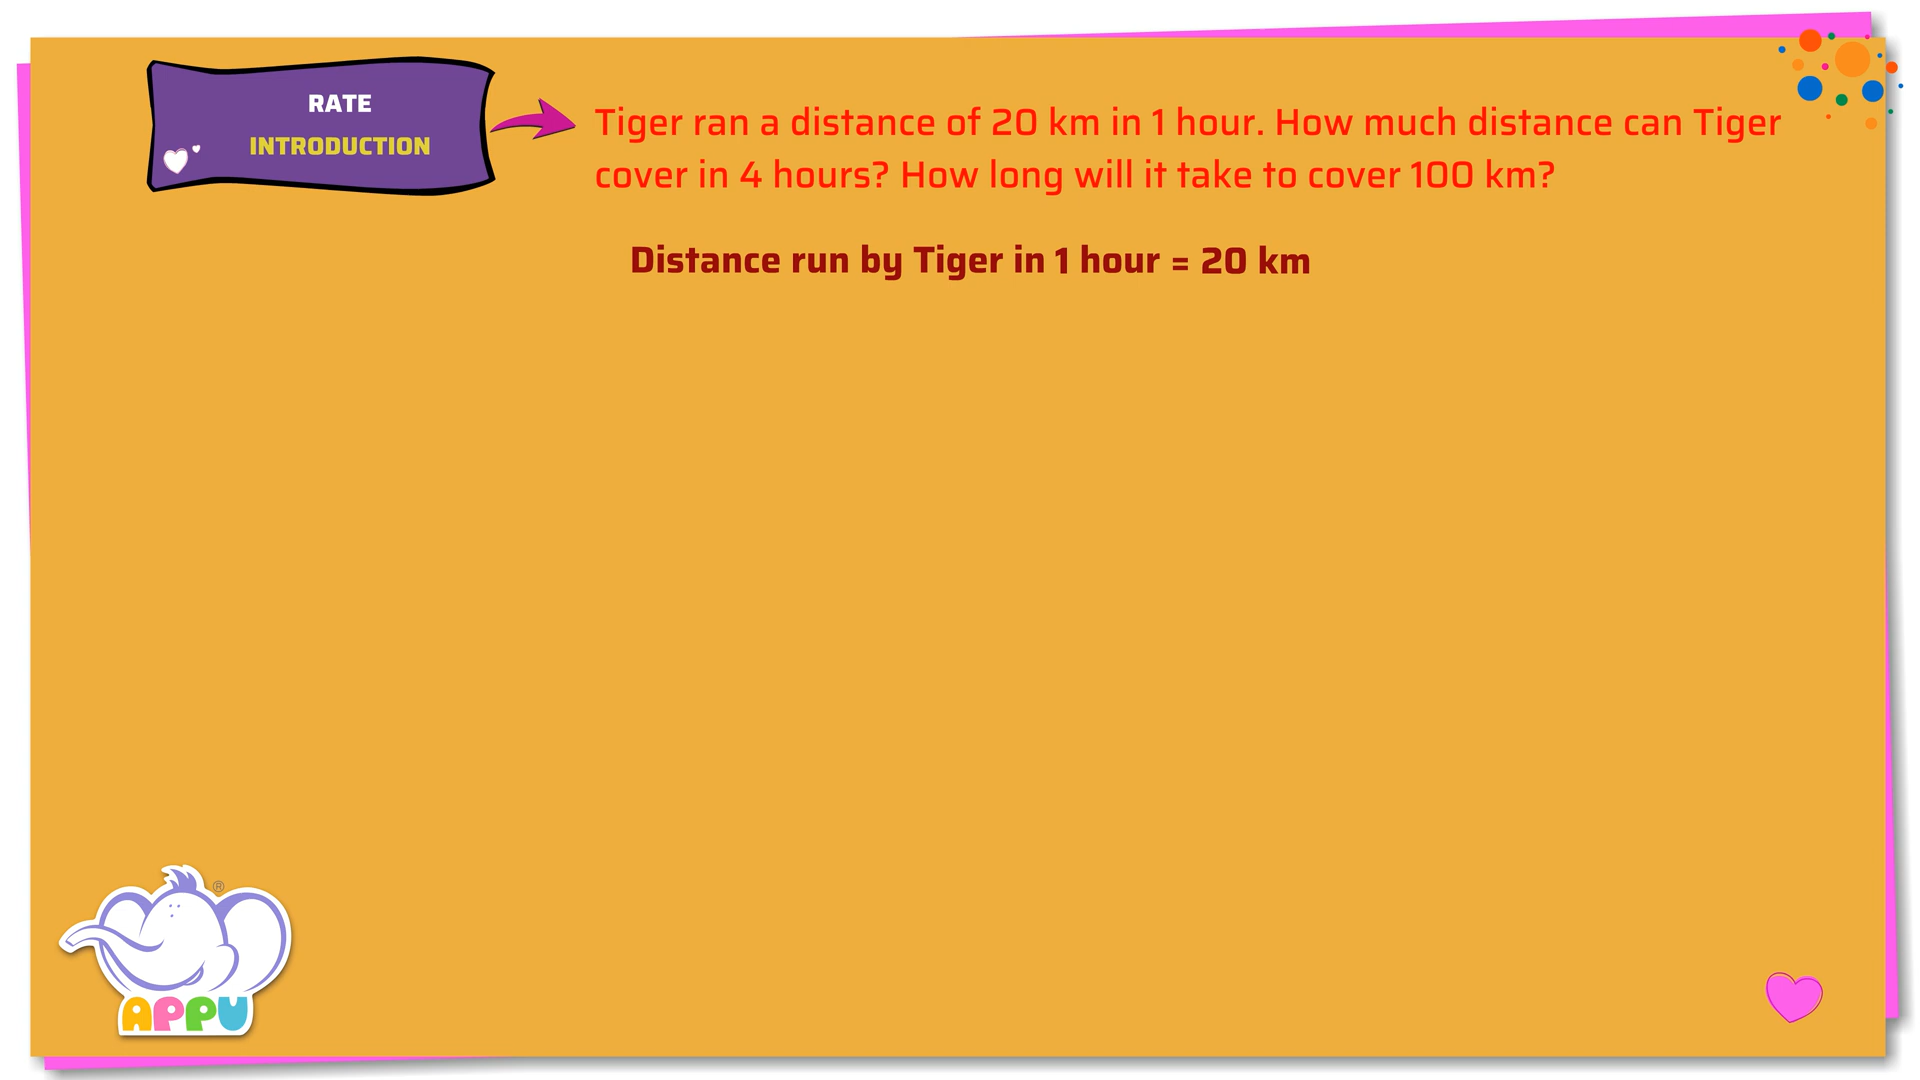 RATE
INTRODUCTION
Tiger ran a distance of 20 km in 1 hour. How much distance can Tiger
cover in 4 hours? How long will it take to cover 100 km?
Distance run by Tiger in 1 hour = 20 km
®
APPU